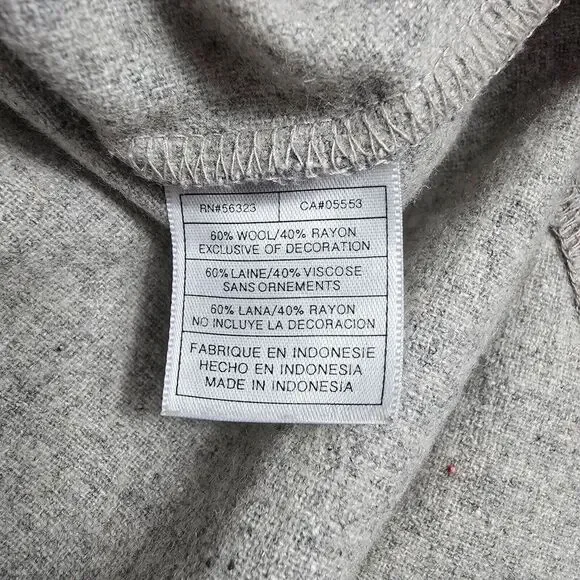 RN#56323 CA#05553
60% WOOL/40% RAYON
EXCLUSIVE OF DECORATION
60% LAINE/40% VISCOSE
SANS ORNEMENTS
60% LANA/40% RAYON
NO INCLUYE LA DECORACION
FABRIQUE EN INDONESIE
HECHO EN INDONESIA
MADE IN INDONESIA